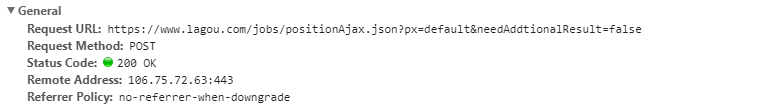 General
Request URL: https://www.lagou.com/jobs/positionAjax.json?px=default&needAddtionalResult=false
Request Method: POST
Status Code: 200 OK
Remote Address: 106.75.72.63:443
Referrer Policy: no-referrer-when-downgrade